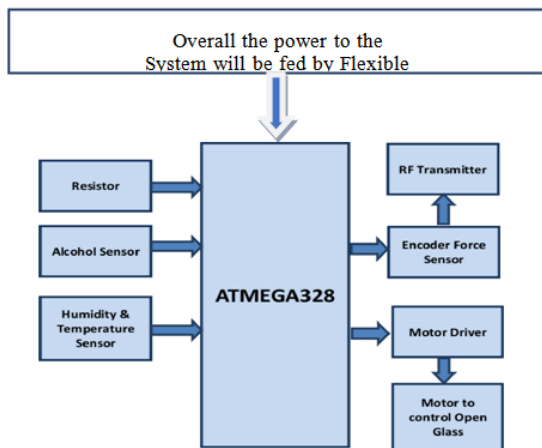 Overall the power to the
System will be fed by Flexible
Resistor
RF Transmitter
Alcohol Sensor
Encoder Force
Sensor
ATMEGA328
Humidity &
Temperature
Sensor
Motor Driver
Motor to
control Open
Glass